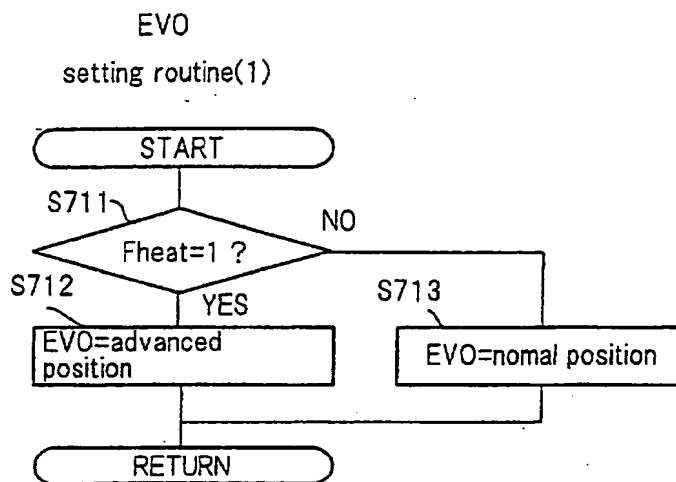 EVO
setting routine(1)
START
S711
NO
Fheat=1 ?
S712
YES
S713
EVO=advanced
position
EVO=nomal position
RETURN